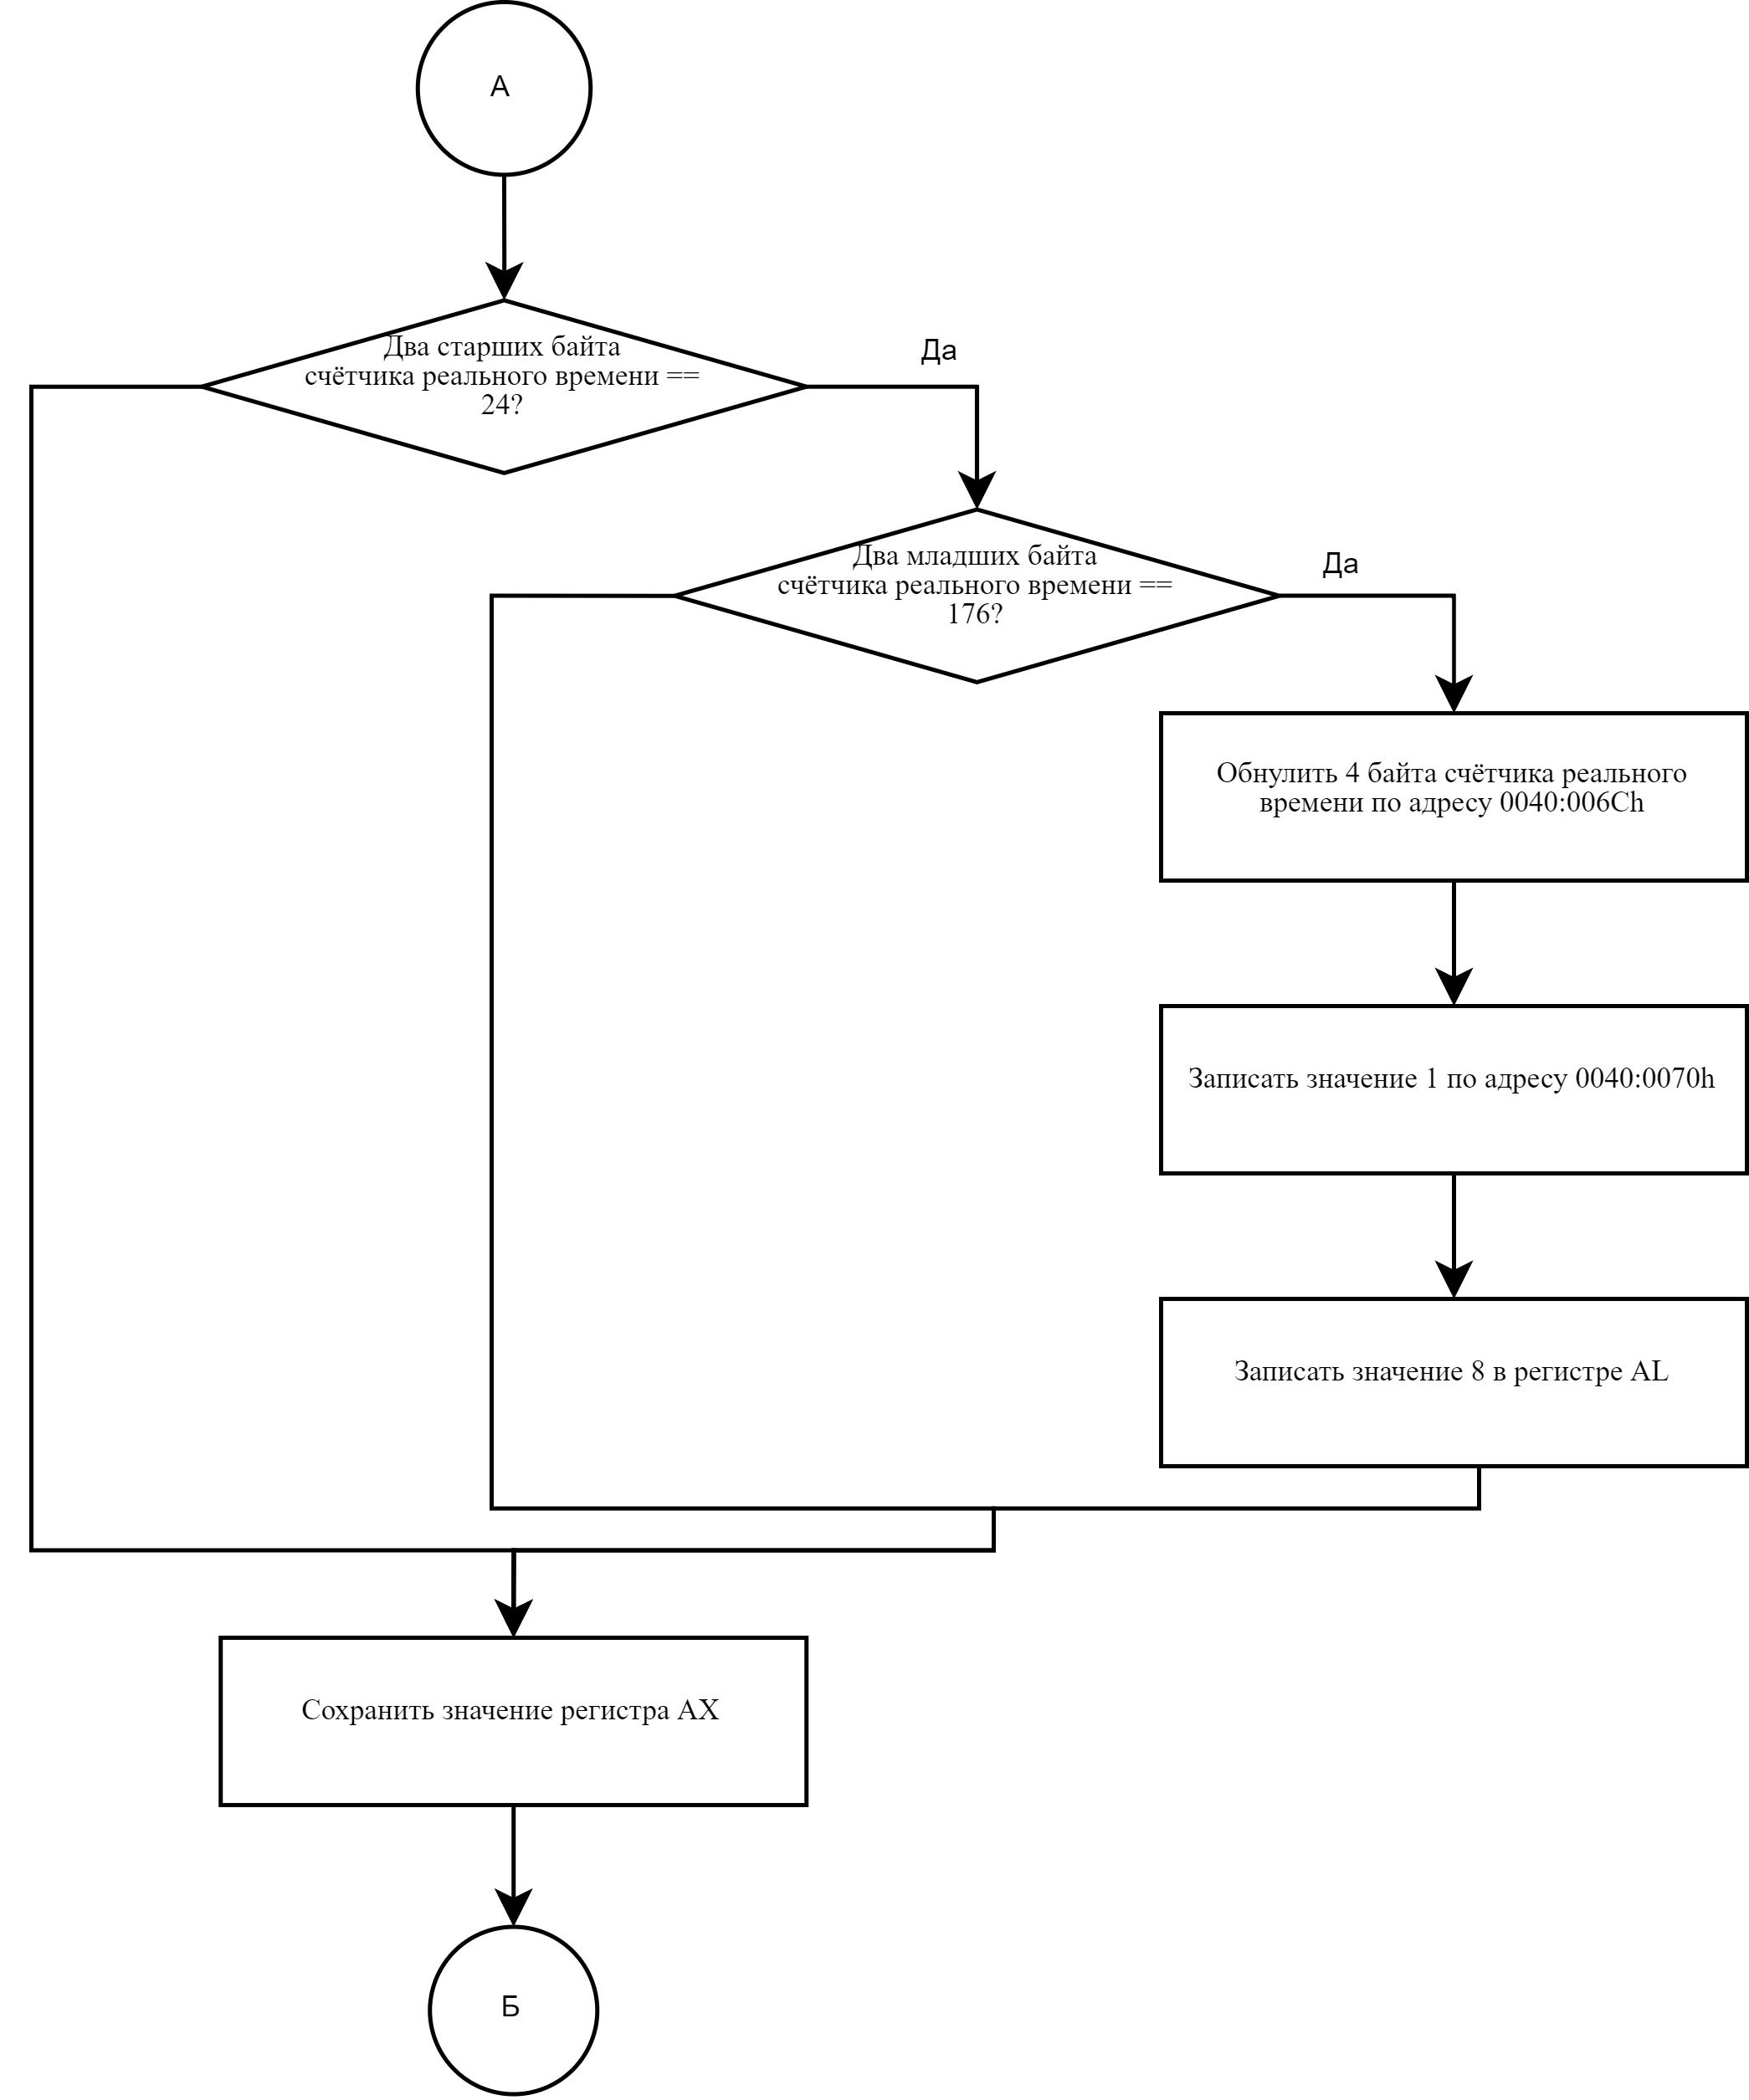 А
Два старших байта
счётчика реального времени ==
24?
Да
Два младших байта
счётчика реального времени ==
176?
Да
Обнулить 4 байта счётчика реального
времени по адресу 0040:006Ch
Записать значение 1 по адресу 0040:0070h
Записать значение 8 в регистре AL
Сохранить значение регистра AX
Б